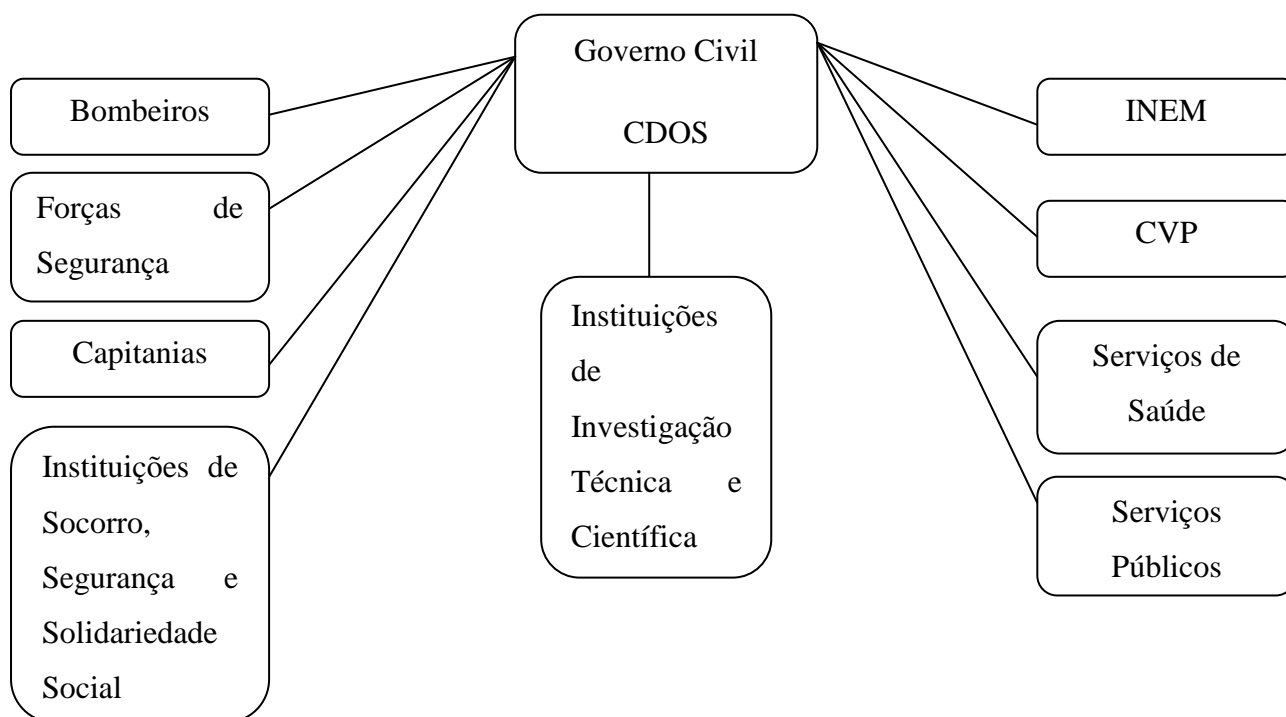 Governo Civil
CDOS
Bombeiros
Forças de
Segurança
Capitanias
Instituições de
Socorro,
Segurança e
Solidariedade
Social
Instituições
de
Investigação
Técnica e
Científica
INEM
CVP
Serviços de
Saúde
Serviços
Públicos